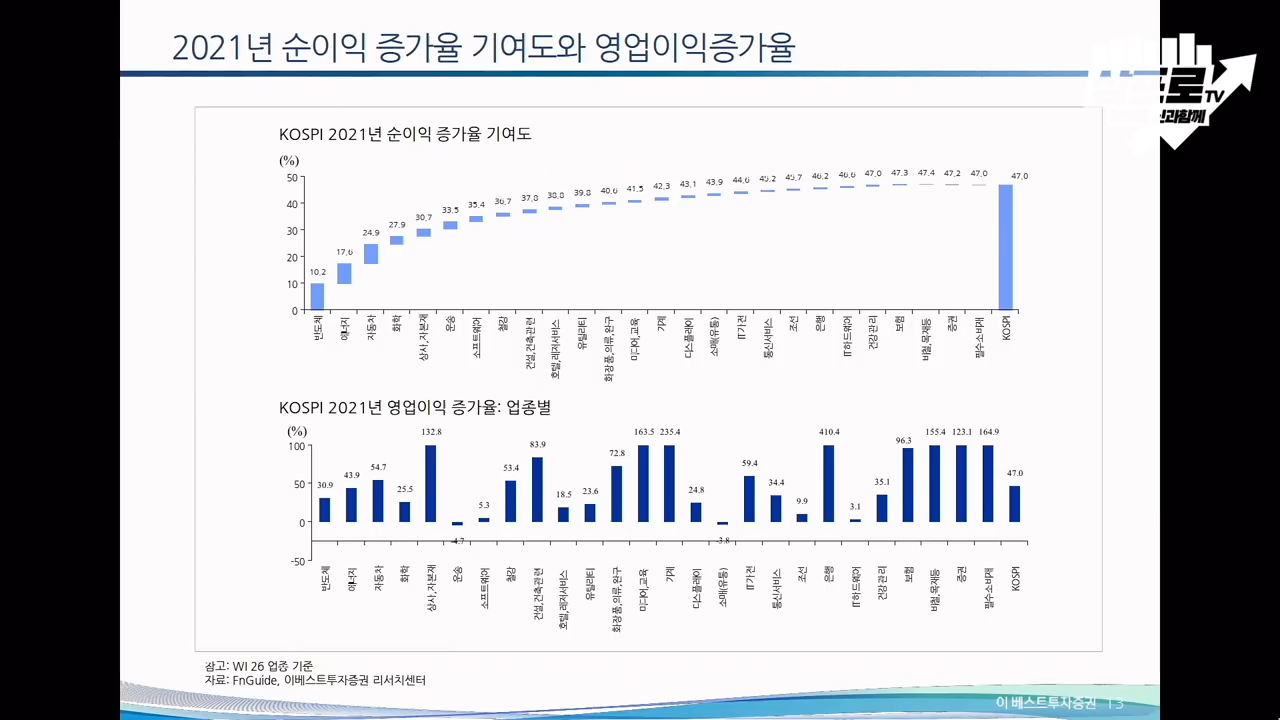 2021년 순이익 증가율 기여도와 영업이익증가율
TV
KOSPI 2021년 순이익 증가율 기여도
(%)
50
40
30
20
10
0
10.2
17.6
24.9
27.9
30.7
33.5
35.4
36.7
37.8
38.8
39.8
40.6
41.5
42.3
43.1
43.9
44.6
45.2
45.7
46.2
46.6
47.0
47.3
47.4
47.2
47.0
47.0
반도체
에너지
자동차
화학
상사,자본재
운송
소프트웨어
철강
건설,건축관련
호텔,레저서비스
유틸리티
화장품,의류,완구
미디어,교육
기계
디스플레이
소매(유통)
IT가전
통신서비스
조선
은행
IT하드웨어
건강관리
보험
비철,목재등
증권
필수소비재
KOSPI
KOSPI 2021년 영업이익 증가율: 업종별
(%)
100
50
0
-50
30.9
43.9
54.7
25.5
132.8
-4.7
5.3
53.4
83.9
18.5
23.6
72.8
163.5
235.4
24.8
-3.8
59.4
34.4
9.9
410.4
3.1
35.1
96.3
155.4
123.1
164.9
47.0
반도체
에너지
자동차
화학
상사,자본재
운송
소프트웨어
철강
건설,건축관련
호텔,레저서비스
유틸리티
화장품,의류,완구
미디어,교육
기계
디스플레이
소매(유통)
IT가전
통신서비스
조선
은행
IT하드웨어
건강관리
보험
비철,목재등
증권
필수소비재
KOSPI
참고: WI 26 업종 기준
자료: FnGuide, 이베스트투자증권 리서치센터
이베스트투자증권 13